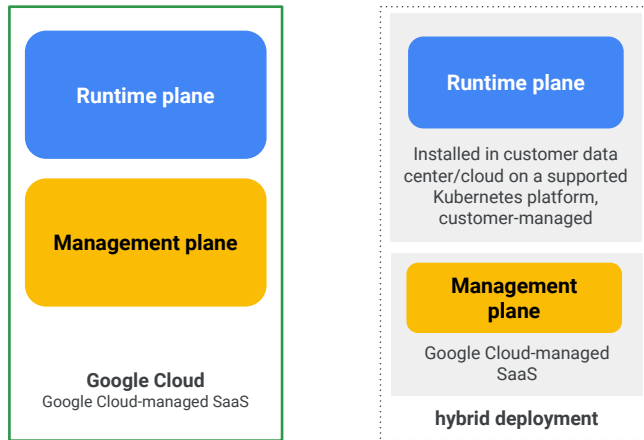 Runtime plane
Management plane
Google Cloud
Google Cloud-managed SaaS
Runtime plane
Installed in customer data
center/cloud on a supported
Kubernetes platform,
customer-managed
Management
plane
Google Cloud-managed
SaaS
hybrid deployment